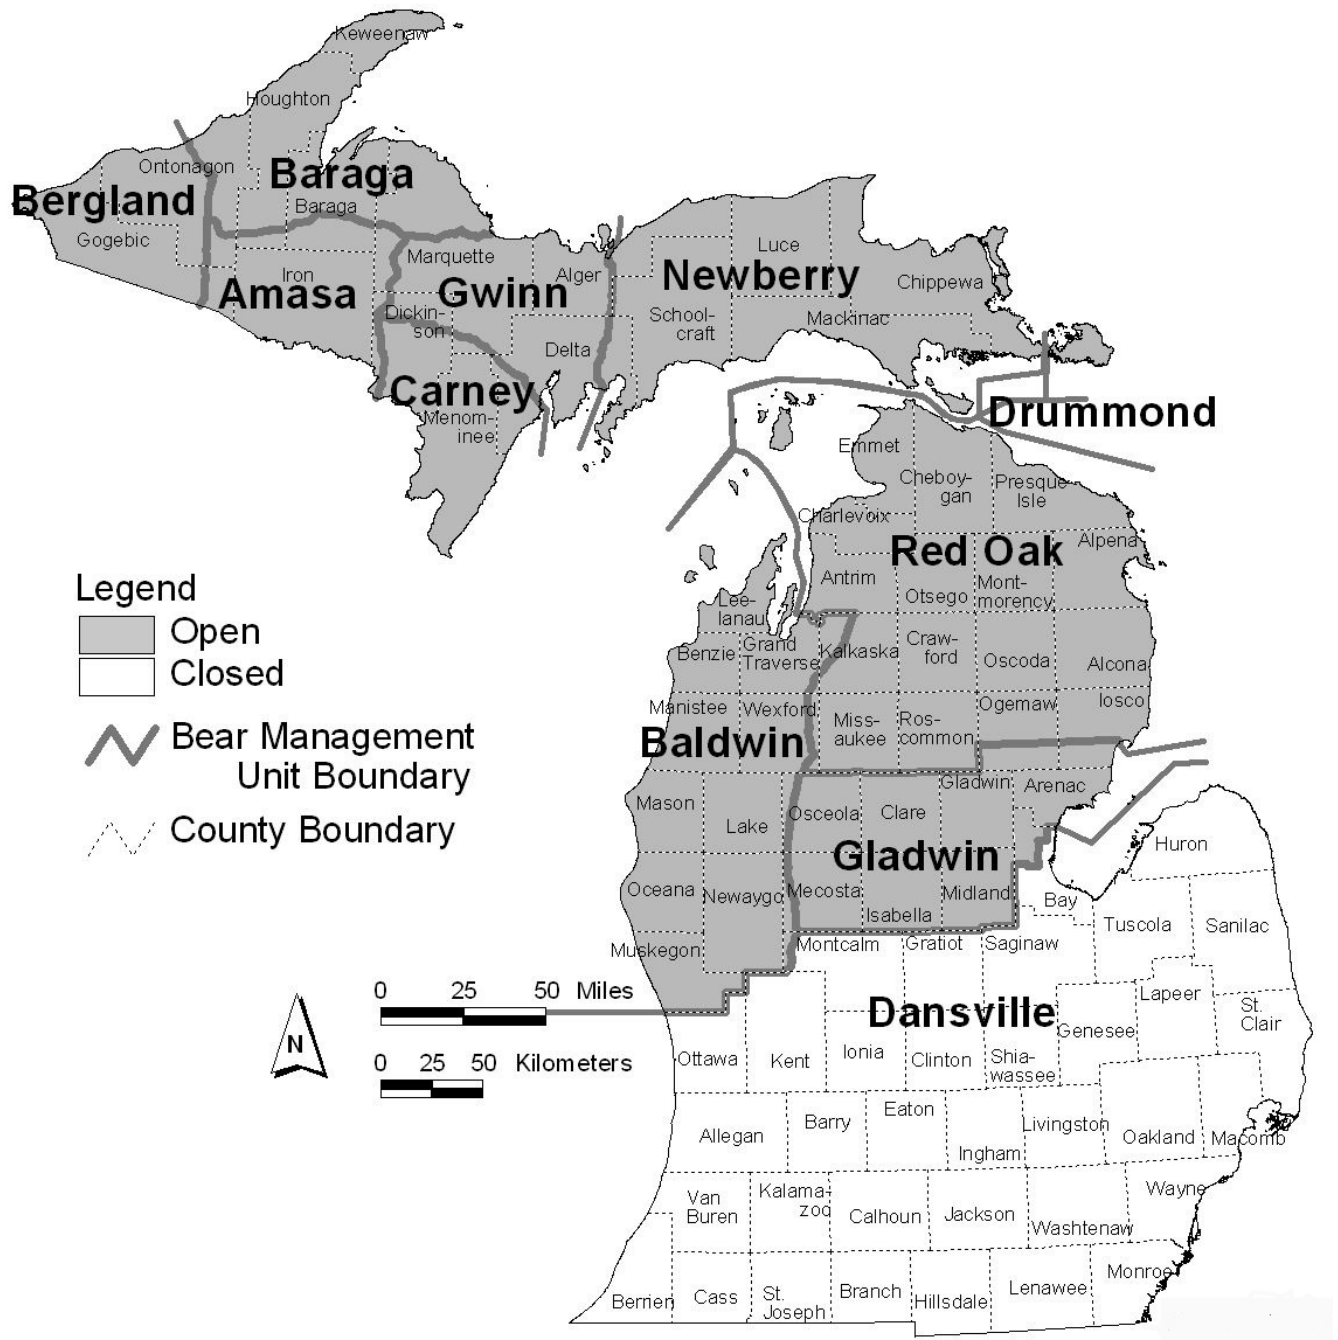 Keweenaw
Houghton
Ontonagon
Baraga
Bergland
Baraga
Gogebic
Marquette
Luce
Iron
Alger
Newberry
Chippewa
Amasa
Gwinn
Dickin-
son
School-
craft
Mackinac
Delta
Carney
Menom-
inee
Drummond
Emmet
Cheboy-
gan
Presque
Isle
Charlevoix
Red Oak
Alpena
Antrim
Otsego
Mont-
morency
Legend
Open
Closed
Bear Management
Unit Boundary
County Boundary
Lee-
lanau
Benzie
Grand
Traverse
Kalkaska
Craw-
ford
Oscoda
Alcona
Manistee
Wexford
Miss-
aukee
Ros-
common
Ogemaw
Iosco
Baldwin
Mason
Lake
Osceola
Clare
Gladwin
Arenac
Gladwin
Huron
Oceana
Newaygo
Mecosta
Isabella
Midland
Bay
Tuscola
Sanilac
Muskegon
Montcalm
Gratiot
Saginaw
0 25 50 Miles
N
0 25 50 Kilometers
Dansville
Lapeer
St.
Clair
Genesee
Ottawa
Kent
Ionia
Clinton
Shia-
wassee
Allegan
Barry
Eaton
Ingham
Livingston
Oakland
Macomb
Van
Buren
Kalama-
zoo
Calhoun
Jackson
Washtenaw
Wayne
Berrien
Cass
St.
Joseph
Branch
Hillsdale
Lenawee
Monroe